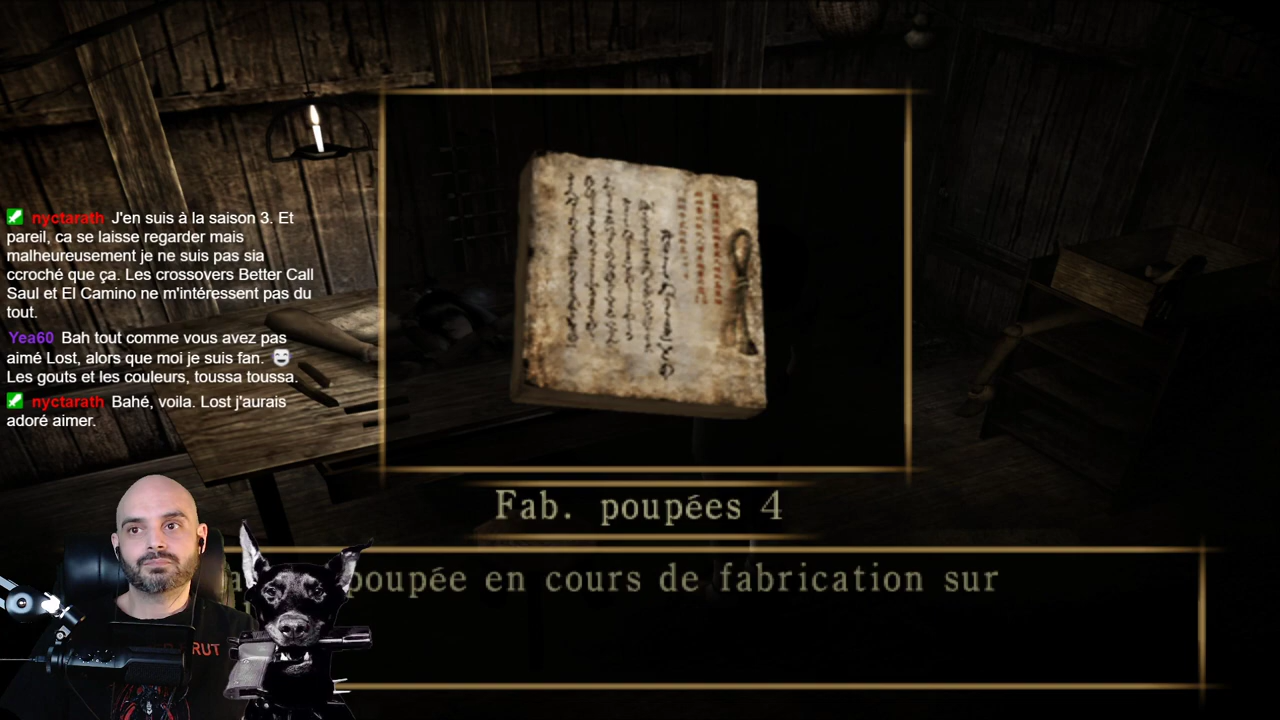 nyctarath J'en suis à la saison 3. Et
pareil, ca se laisse regarder mais
malheureusement je ne suis pas sia
ccroché que ça. Les crossovers Better Call
Saul et El Camino ne m'intéressent pas du
tout.
Yea60 Bah tout comme vous avez pas
aimé Lost, alors que moi je suis fan.
Les gouts et les couleurs, toussa toussa.
nyctarath Bahé, voila. Lost j'aurais
adoré aimer.
Fab. poupées 4
poupée en cours de fabrication sur
RUT